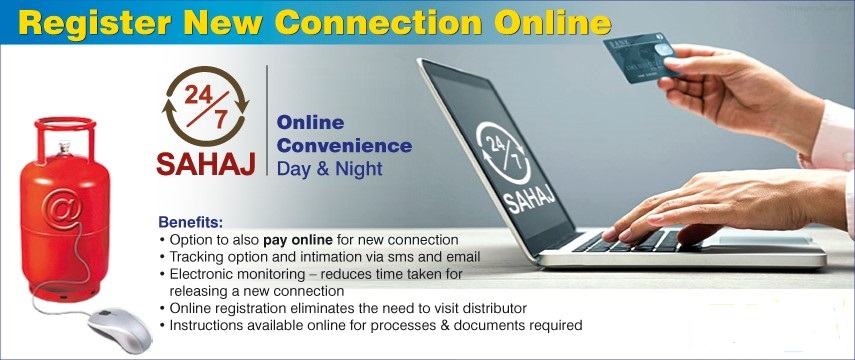 Register New Connection Online
24/7
SAHAJ
Online
Convenience
Day & Night
@
24/7
SAHAJ
BANK
Benefits:
• Option to also pay online for new connection
• Tracking option and intimation via sms and email
• Electronic monitoring – reduces time taken for
releasing a new connection
• Online registration eliminates the need to visit distributor
• Instructions available online for processes & documents required